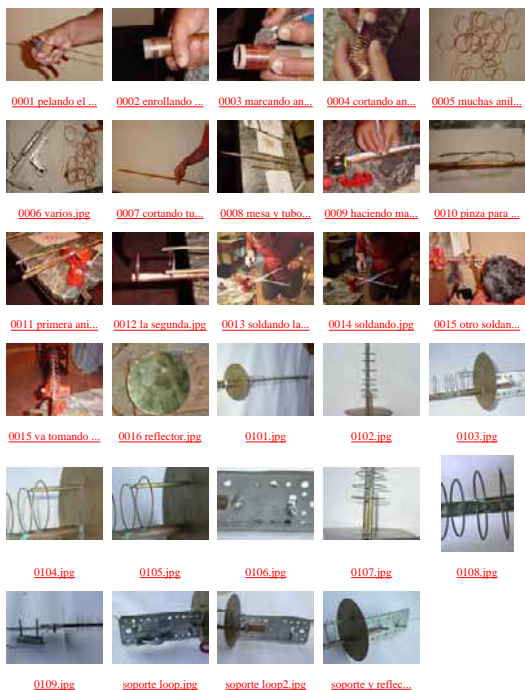 0001 pelando el ...
0002 enrollando ...
0003 marcando an...
0004 cortando an...
0005 muchas anil...
0006 varios.jpg
0007 cortando tu...
0008 mesa y tubo...
0009 haciendo ma...
0010 pinza para ...
0011 primera ani...
0012 la segunda.jpg
0013 soldando la...
0014 soldando.jpg
0015 otro soldan...
0015 va tomando ...
0016 reflector.jpg
0101.jpg
0102.jpg
0103.jpg
0104.jpg
0105.jpg
0106.jpg
0107.jpg
0108.jpg
0109.jpg
soporte loop.jpg
soporte loop2.jpg
soporte y reflec...